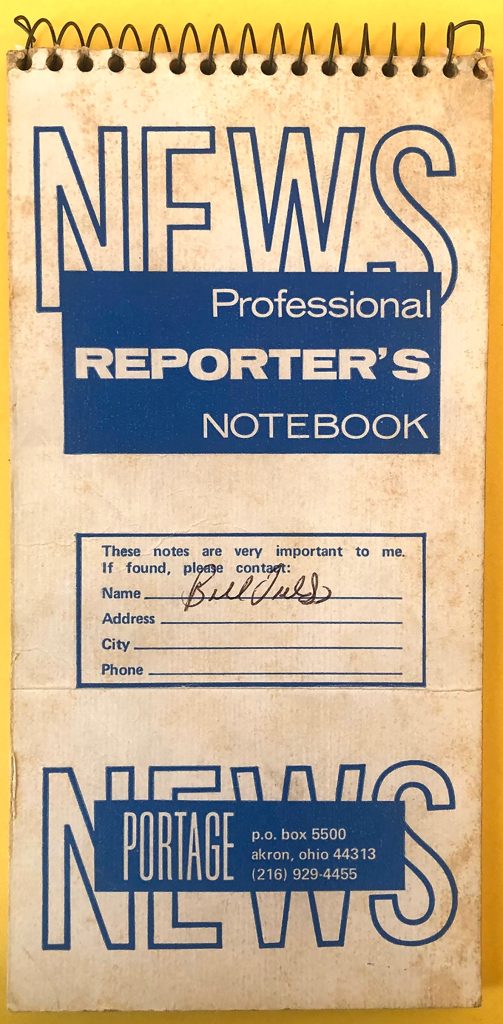 NEWS
Professional
REPORTER'S
NOTEBOOK
These notes are very important to me.
If found, please contact:
Name Bill
Address
City
Phone
NEWS
PORTAGE
p.o. box 5500
akron, ohio 44313
(216) 929-4455